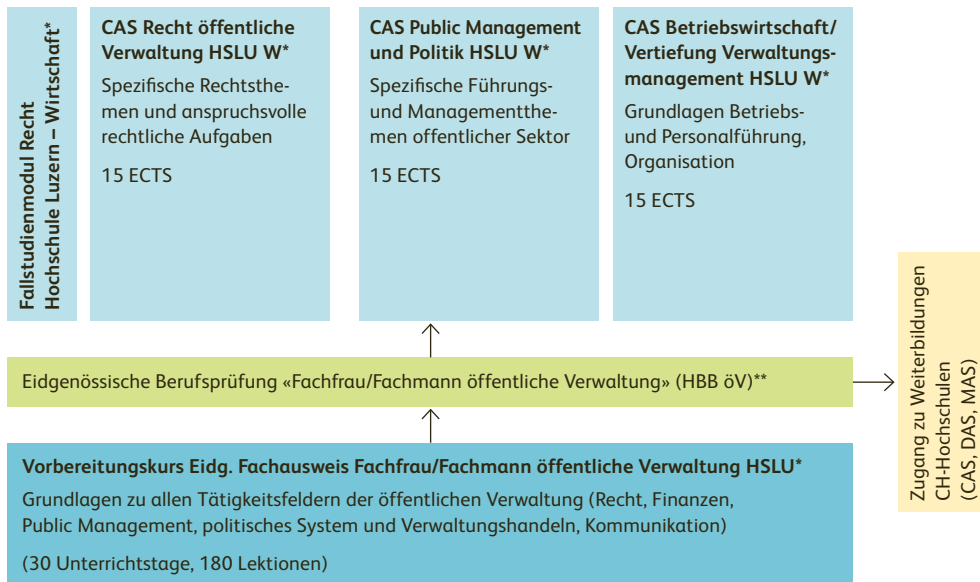 Fallstudienmodul Recht
Hochschule Luzern – Wirtschaft*
CAS Recht öffentliche
Verwaltung HSLU W*
Spezifische Rechtsthe-
men und anspruchsvolle
rechtliche Aufgaben
15 ECTS
CAS Public Management
und Politik HSLU W*
Spezifische Führungs-
und Managementthe-
men offentlicher Sektor
15 ECTS
CAS Betriebswirtschaft/
Vertiefung Verwaltungs-
management HSLU W*
Grundlagen Betriebs-
und Personalführung,
Organisation
15 ECTS
Eidgenössische Berufsprüfung «Fachfrau/Fachmann öffentliche Verwaltung» (HBB öV)**
Zugang zu Weiterbildungen
CH-Hochschulen
(CAS, DAS, MAS)
Vorbereitungskurs Eidg. Fachausweis Fachfrau/Fachmann öffentliche Verwaltung HSLU*
Grundlagen zu allen Tätigkeitsfeldern der öffentlichen Verwaltung (Recht, Finanzen,
Public Management, politisches System und Verwaltungshandeln, Kommunikation)
(30 Unterrichtstage, 180 Lektionen)